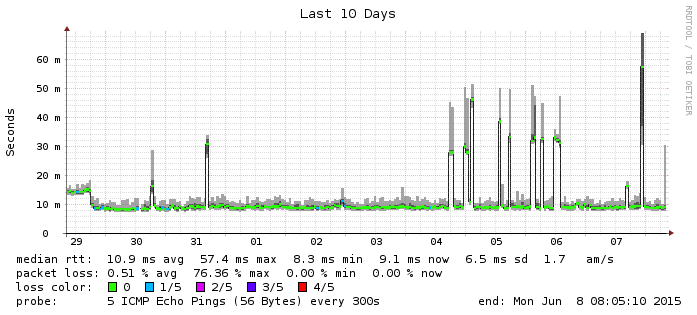 Last 10 Days
RRDTOOL / TOBI OETIKER
Seconds
60 m
50 m
40 m
30 m
20 m
10 m
0
29 30 31 01 02 03 04 05 06 07
median rtt: 10.9 ms avg 57.4 ms max 8.3 ms min 9.1 ms now 6.5 ms sd 1.7 am/s
packet loss: 0.51 % avg 76.36 % max 0.00 % min 0.00 % now
loss color: 0 1/5 2/5 3/5 4/5
probe: 5 ICMP Echo Pings (56 Bytes) every 300s end: Mon Jun 8 08:05:10 2015